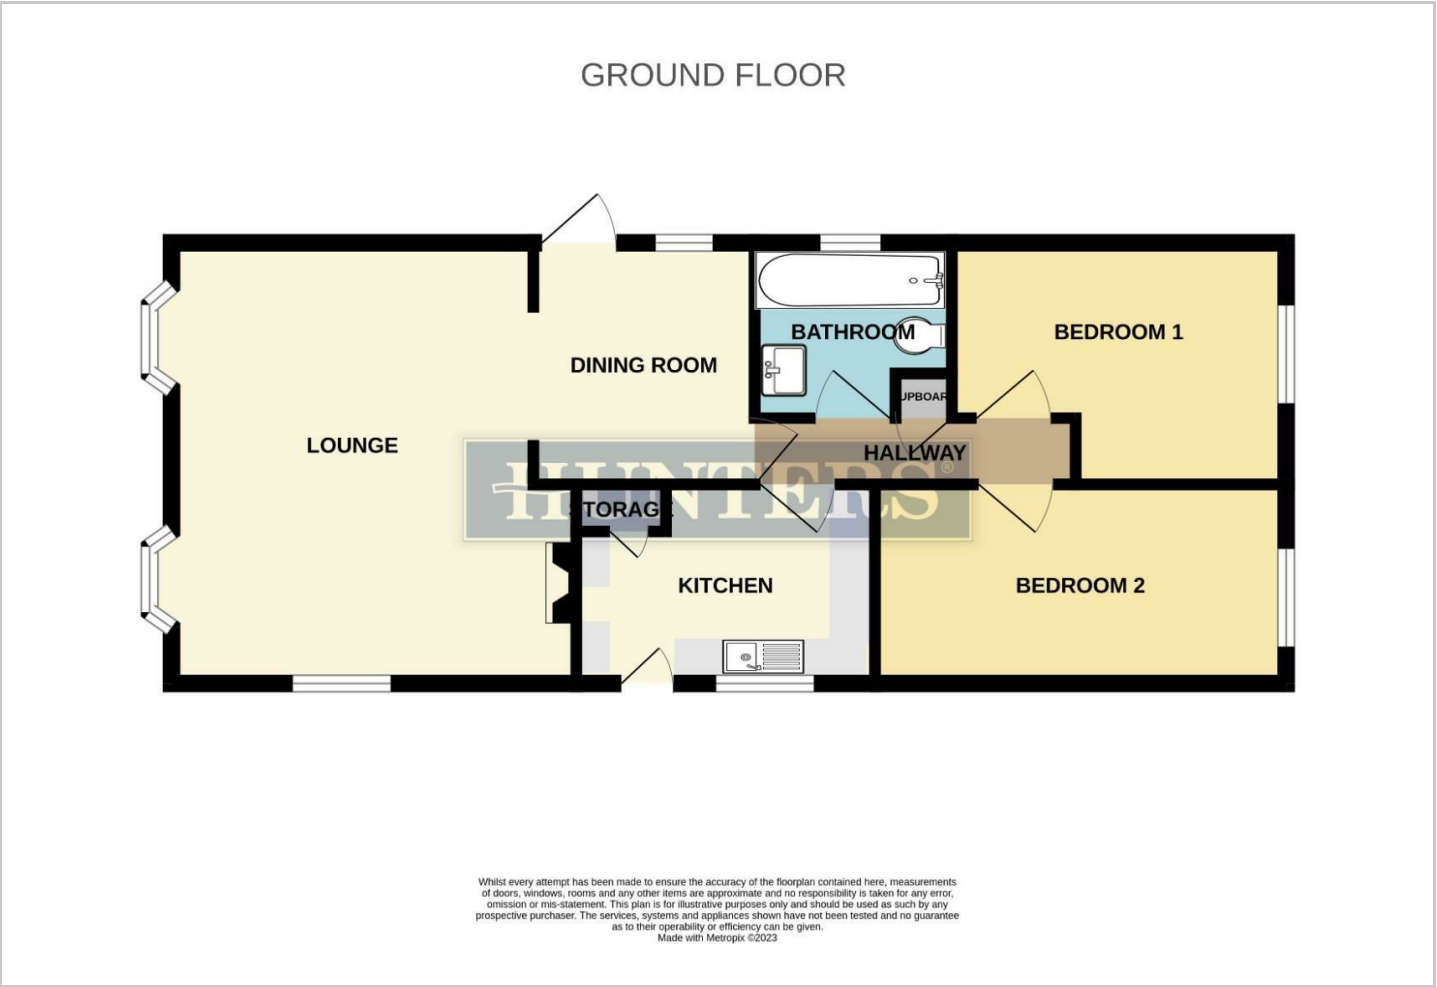 GROUND FLOOR
BATHROOM
BEDROOM 1
DINING ROOM
UPBOAR
LOUNGE
HALLWAY
HUNTERS®
STORAGE
KITCHEN
BEDROOM 2
Whilst every attempt has been made to ensure the accuracy of the floorplan contained here, measurements
of doors, windows, rooms and any other items are approximate and no responsibility is taken for any error,
omission or mis-statement. This plan is for illustrative purposes only and should be used as such by any
prospective purchaser. The services, systems and appliances shown have not been tested and no guarantee
as to their operability or efficiency can be given.
Made with Metropix ©2023